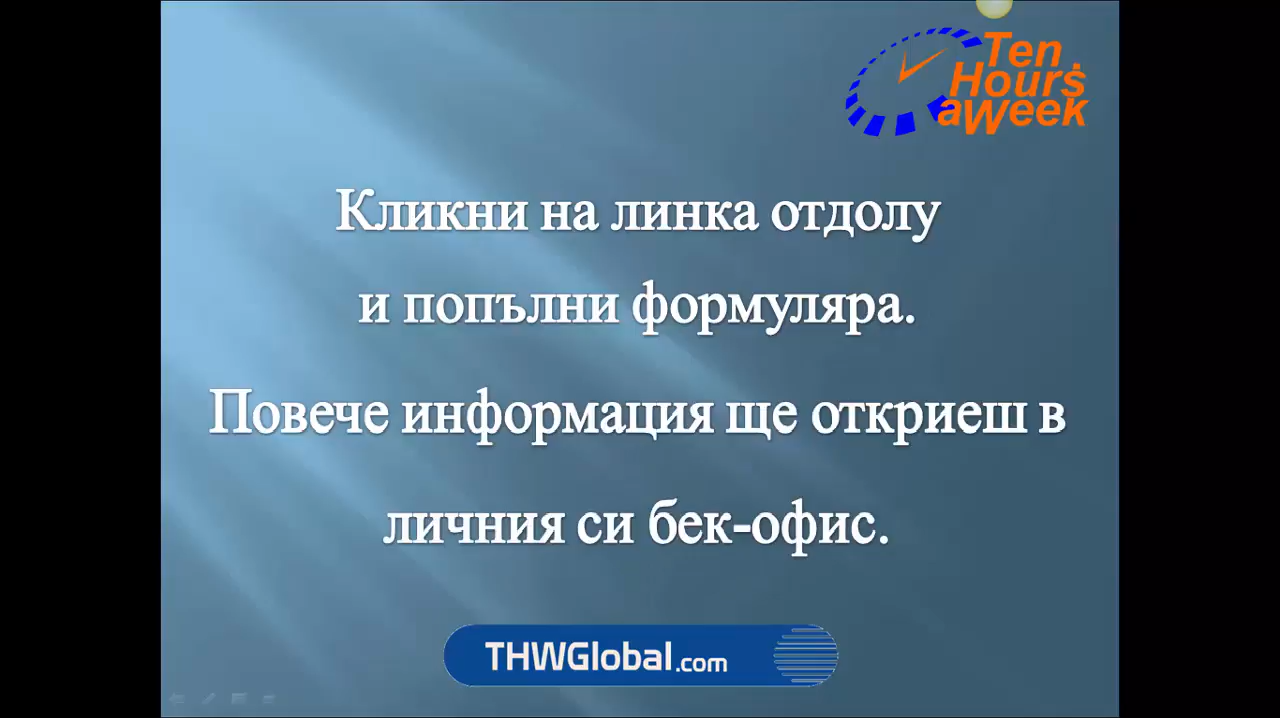 Ten
Hours
aWeek
Кликни на линка отдолу
и попълни формуляра.
Повече информация ще откриеш в
личния си бек-офис.
THWGlobal.com